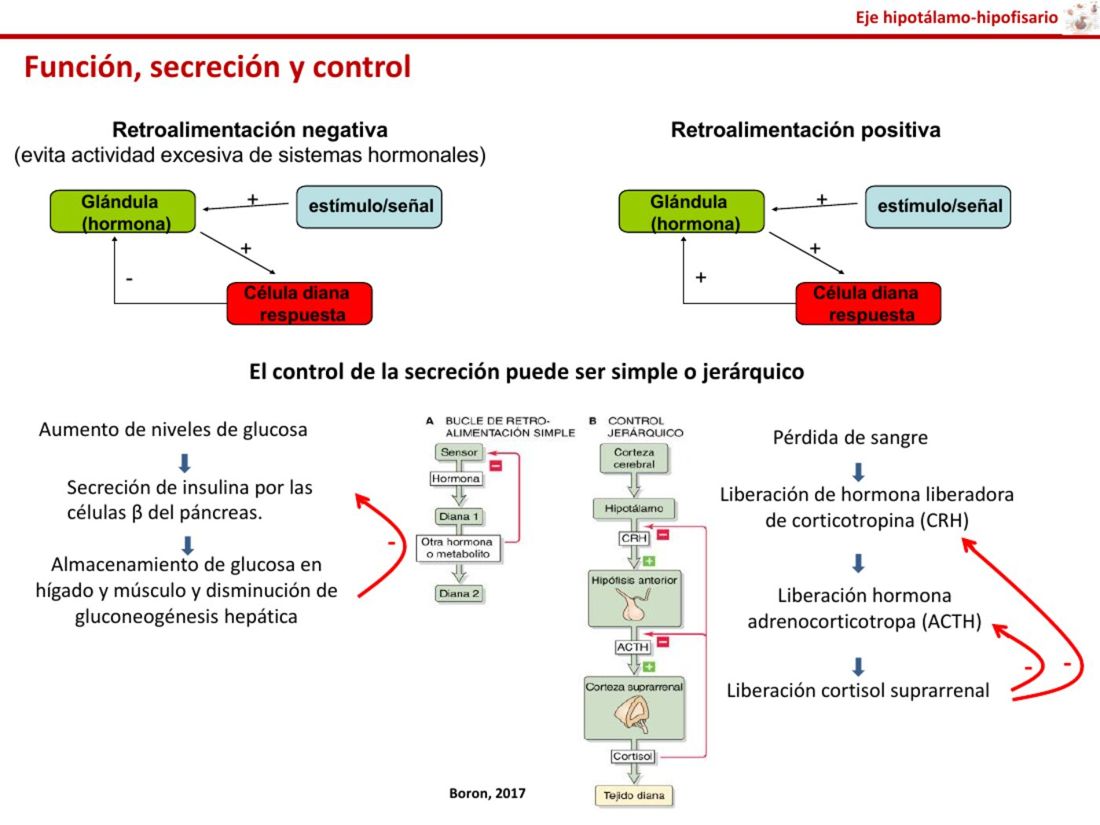 Eje hipotálamo-hipofisario
Función, secreción y control
Retroalimentación negativa
(evita actividad excesiva de sistemas hormonales)
Glándula
(hormona)
+
estímulo/señal
+
-
Célula diana
respuesta
Retroalimentación positiva
Glándula
(hormona)
+
estímulo/señal
+
+
Célula diana
respuesta
El control de la secreción puede ser simple o jerárquico
Aumento de niveles de glucosa
Secreción de insulina por las
células β del páncreas.
-
Almacenamiento de glucosa en
hígado y músculo y disminución de
gluconeogénesis hepática
A BUCLE DE RETRO-
ALIMENTACIÓN SIMPLE
Sensor
−
Hormona
Diana 1
Otra hormona
o metabolito
Diana 2
B CONTROL
JERÁRQUICO
Corteza
cerebral
Hipotálamo
CRH
−
+
Hipófisis anterior
ACTH
−
+
Corteza suprarrenal
Cortisol
Tejido diana
Pérdida de sangre
Liberación de hormona liberadora
de corticotropina (CRH)
Liberación hormona
adrenocorticotropa (ACTH)
- -
Liberación cortisol suprarrenal
Boron, 2017